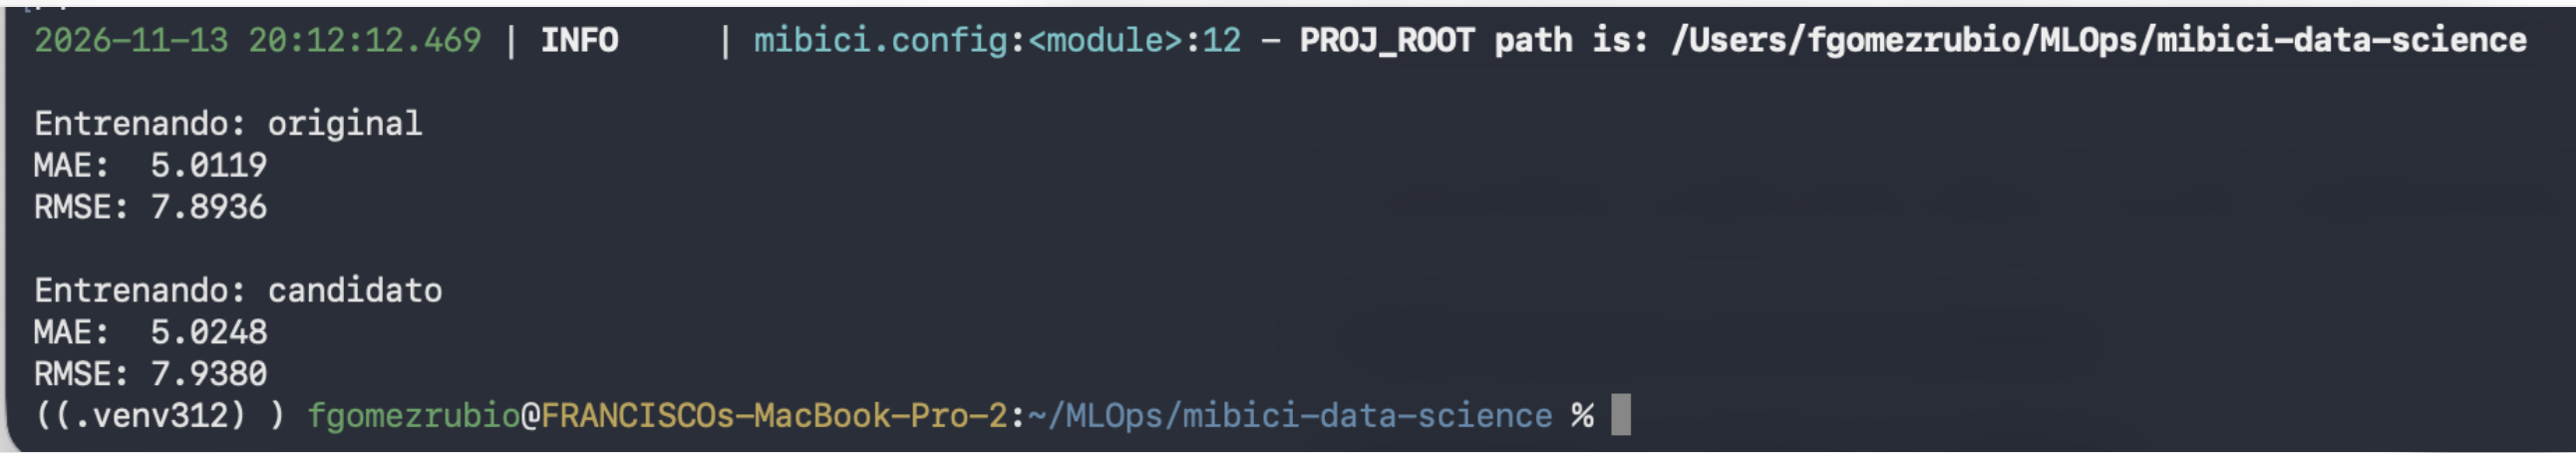 2026-11-13 20:12:12.469 | INFO     | mibici.config:<module>:12 - PROJ_ROOT path is: /Users/fgomezrubio/MLOps/mibici-data-science
Entrenando: original
MAE:  5.0119
RMSE: 7.8936
Entrenando: candidato
MAE:  5.0248
RMSE: 7.9380
((.venv312) ) fgomezrubio@FRANCISCOs-MacBook-Pro-2:~/MLOps/mibici-data-science %